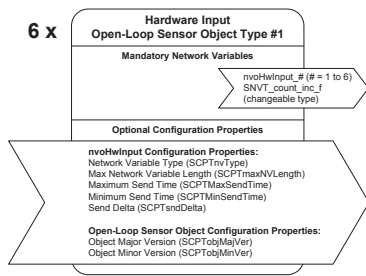 6 x
Hardware Input
Open-Loop Sensor Object Type #1
Mandatory Network Variables
nvoHwInput_# (# = 1 to 6)
SNVT_count_inc_f
(changeable type)
Optional Configuration Properties
nvoHwInput Configuration Properties:
Network Variable Type (SCPTnvType)
Max Network Variable Length (SCPTmaxNVLength)
Maximum Send Time (SCPTMaxSendTime)
Minimum Send Time (SCPTMinSendTime)
Send Delta (SCPTsndDelta)
Open-Loop Sensor Object Configuration Properties:
Object Major Version (SCPTobjMajVer)
Object Minor Version (SCPTobjMinVer)